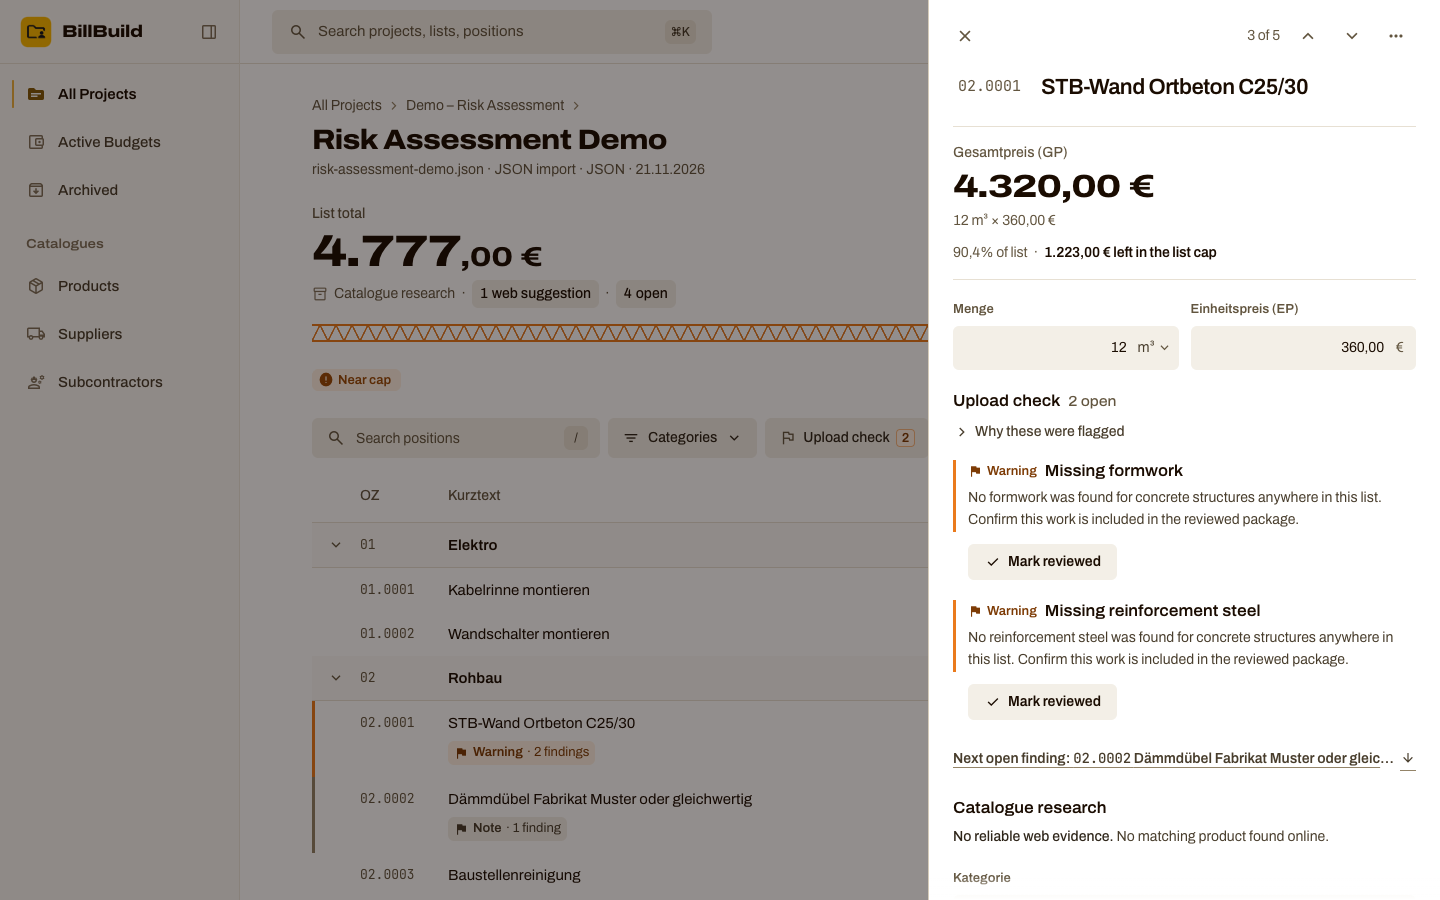 BillBuild
Search projects, lists, positions
⌘K
All Projects
Active Budgets
Archived
Catalogues
Products
Suppliers
Subcontractors
All Projects > Demo – Risk Assessment >
Risk Assessment Demo
risk-assessment-demo.json · JSON import · JSON · 21.11.2026
List total
4.777,00 €
Catalogue research · 1 web suggestion · 4 open
Near cap
Search positions /
Categories
Upload check 2
OZ Kurztext
01 Elektro
01.0001 Kabelrinne montieren
01.0002 Wandschalter montieren
02 Rohbau
02.0001 STB-Wand Ortbeton C25/30
Warning · 2 findings
02.0002 Dämmdübel Fabrikat Muster oder gleichwertig
Note · 1 finding
02.0003 Baustellenreinigung
3 of 5
02.0001 STB-Wand Ortbeton C25/30
Gesamtpreis (GP)
4.320,00 €
12 m³ × 360,00 €
90,4% of list · 1.223,00 € left in the list cap
Menge Einheitspreis (EP)
12 m³ 360,00 €
Upload check 2 open
Why these were flagged
Warning Missing formwork
No formwork was found for concrete structures anywhere in this list.
Confirm this work is included in the reviewed package.
Mark reviewed
Warning Missing reinforcement steel
No reinforcement steel was found for concrete structures anywhere in
this list. Confirm this work is included in the reviewed package.
Mark reviewed
Next open finding: 02.0002 Dämmdübel Fabrikat Muster oder gleic...
Catalogue research
No reliable web evidence. No matching product found online.
Kategorie